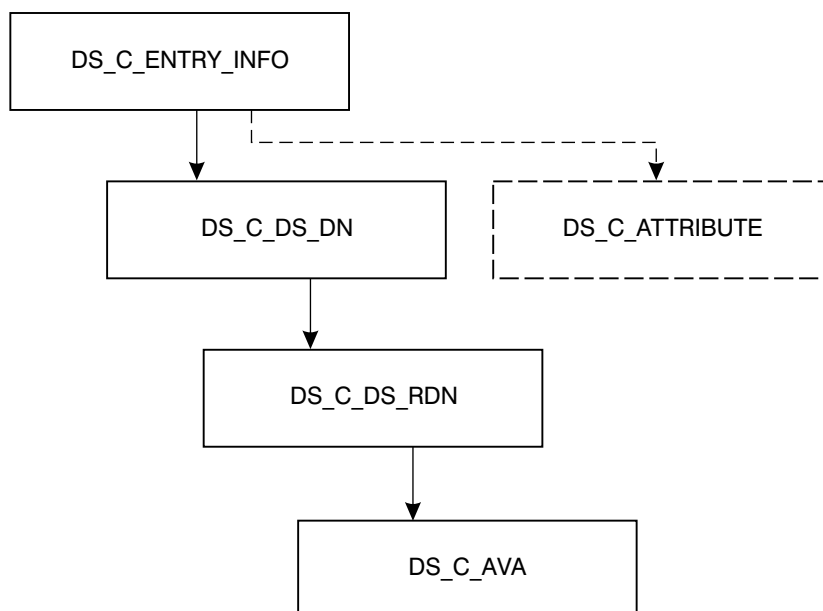 DS_C_ENTRY_INFO
DS_C_DS_DN
DS_C_ATTRIBUTE
DS_C_DS_RDN
DS_C_AVA